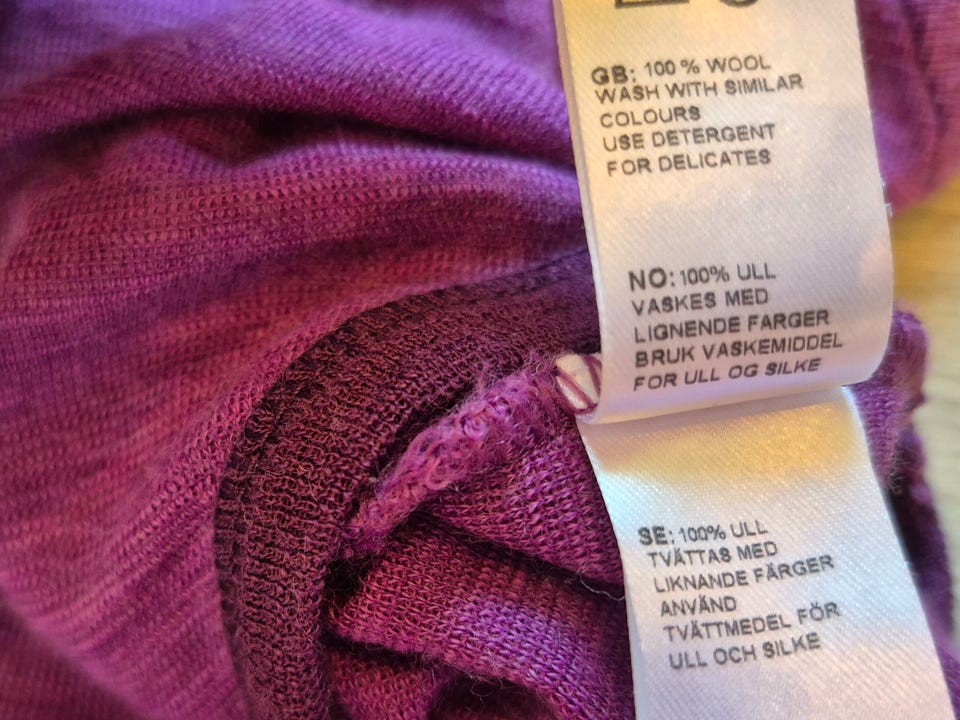 GB: 100 % WOOL
WASH WITH SIMILAR
COLOURS
USE DETERGENT
FOR DELICATES
NO: 100% ULL
VASKES MED
LIGNENDE FARGER
BRUK VASKEMIDDEL
FOR ULL OG SILKE
SE: 100% ULL
TVÄTTAS MED
LIKNANDE FÄRGER
ANVÄND
TVÄTTMEDEL FÖR
ULL OCH SILKE